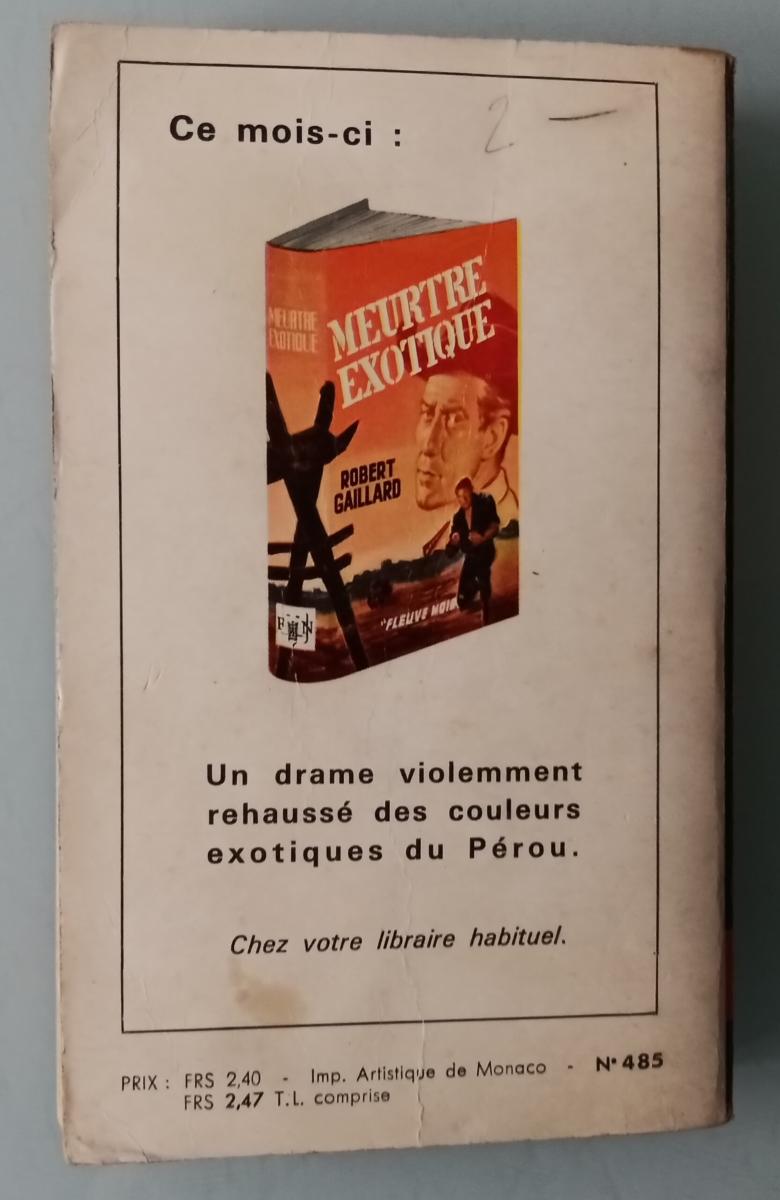 Ce mois-ci :
2 —
MEURTRE
EXOTIQUE
MEURTRE
EXOTIQUE
ROBERT
GAILLARD
"FLEUVE NOIR"
Un drame violemment
rehaussé des couleurs
exotiques du Pérou.
Chez votre libraire habituel.
PRIX : FRS 2,40 - Imp. Artistique de Monaco - N° 485
FRS 2,47 T.L. comprise